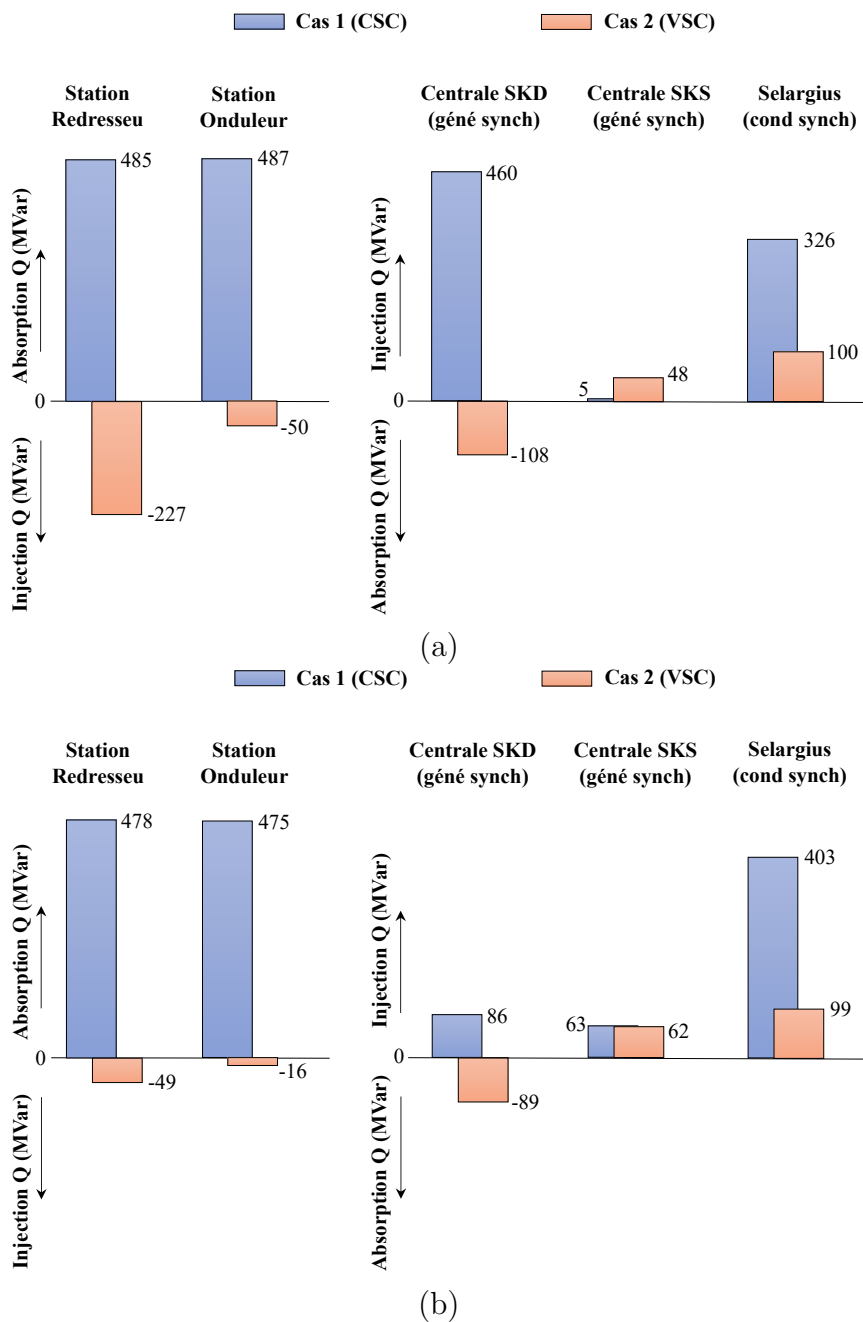 Cas 1 (CSC)
Cas 2 (VSC)
Station
Redresseu
Station
Onduleur
Centrale SKD
(géné synch)
Centrale SKS
(géné synch)
Selargius
(cond synch)
Absorption Q (MVar)
Injection Q (MVar)
0
485
-227
487
-50
Injection Q (MVar)
Absorption Q (MVar)
0
460
-108
5
48
326
100
(a)
Cas 1 (CSC)
Cas 2 (VSC)
Station
Redresseu
Station
Onduleur
Centrale SKD
(géné synch)
Centrale SKS
(géné synch)
Selargius
(cond synch)
Absorption Q (MVar)
Injection Q (MVar)
0
478
-49
475
-16
Injection Q (MVar)
Absorption Q (MVar)
0
86
-89
63
62
403
99
(b)